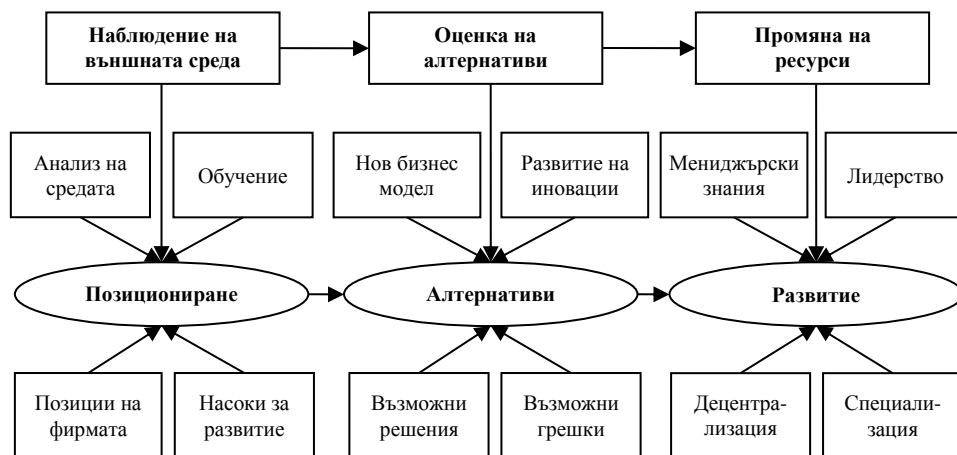 Наблюдение на
външната среда
Оценка на
алтернативи
Промяна на
ресурси
Анализ на
средата
Обучение
Нов бизнес
модел
Развитие на
иновации
Мениджърски
знания
Лидерство
Позициониране
Алтернативи
Развитие
Позиции на
фирмата
Насоки за
развитие
Възможни
решения
Възможни
грешки
Децентра-
лизация
Специали-
зация